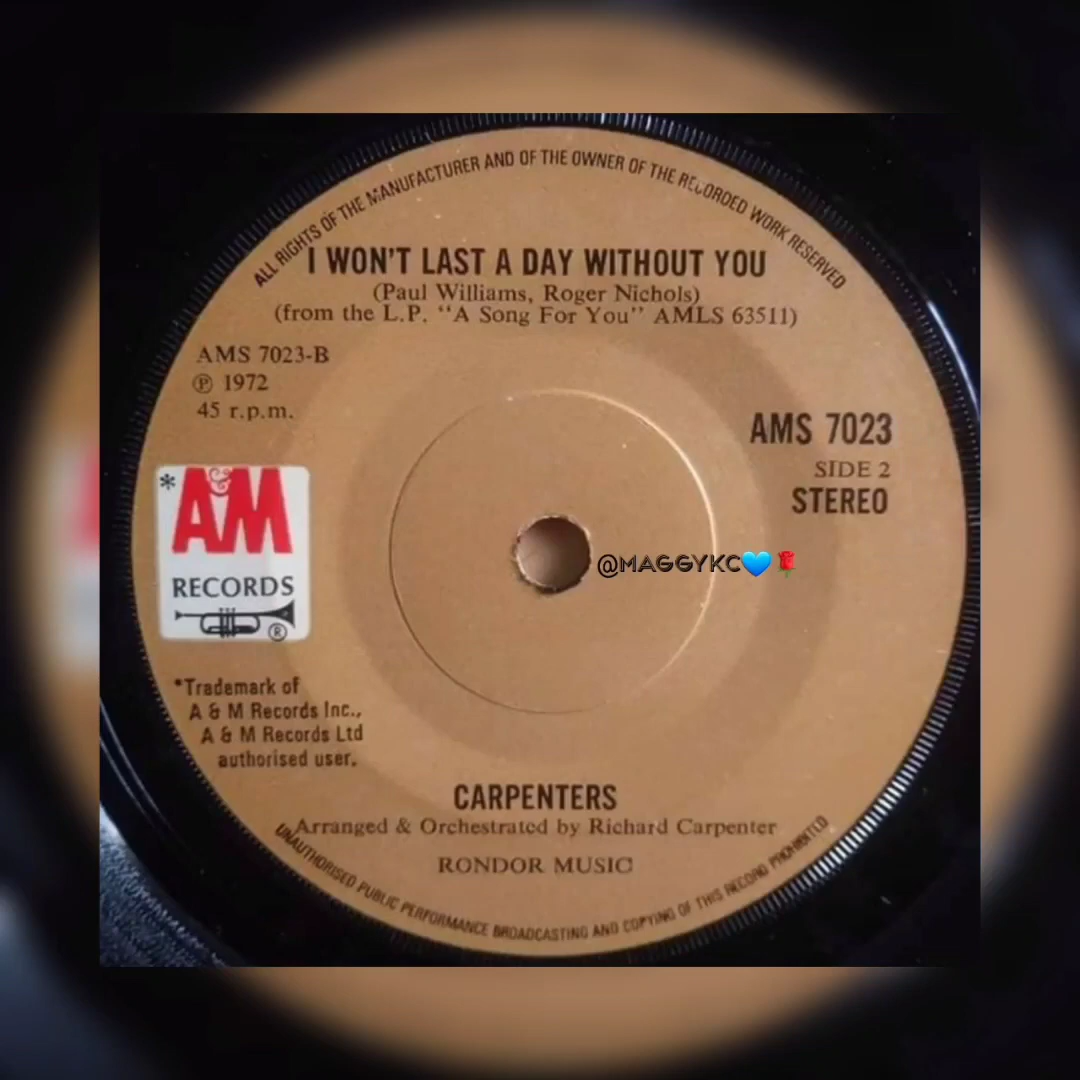 ALL RIGHTS OF THE MANUFACTURER AND OF THE OWNER OF THE RECORDED WORK RESERVED
I WON'T LAST A DAY WITHOUT YOU
(Paul Williams, Roger Nichols)
(from the L.P. "A Song For You" AMLS 63511)
AMS 7023-B
Ⓟ 1972
45 r.p.m.
AMS 7023
SIDE 2
STEREO
*A&M
RECORDS
®
@MAGGYKC💙🌹
*Trademark of
A & M Records Inc.,
A & M Records Ltd
authorised user.
CARPENTERS
Arranged & Orchestrated by Richard Carpenter
RONDOR MUSIC
UNAUTHORISED PUBLIC PERFORMANCE BROADCASTING AND COPYING OF THIS RECORD PROHIBITED